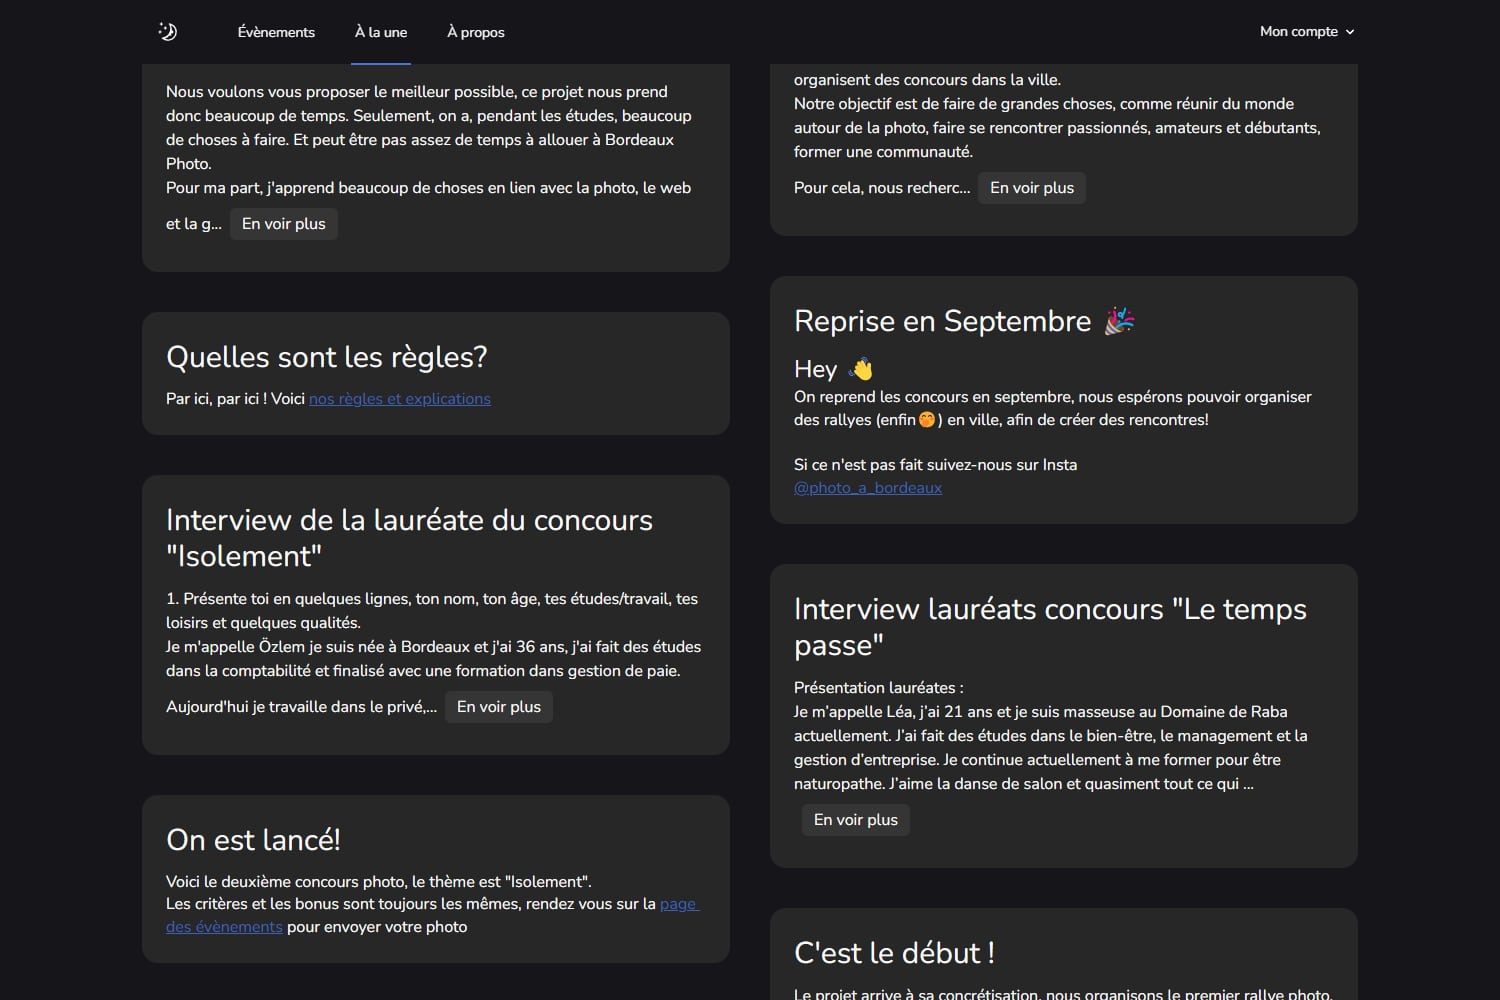 Évènements
À la une
À propos
Mon compte
Nous voulons vous proposer le meilleur possible, ce projet nous prend
donc beaucoup de temps. Seulement, on a, pendant les études, beaucoup
de choses à faire. Et peut être pas assez de temps à allouer à Bordeaux
Photo.
Pour ma part, j'apprend beaucoup de choses en lien avec la photo, le web
et la g... En voir plus
Quelles sont les règles?
Par ici, par ici ! Voici nos règles et explications
Interview de la lauréate du concours
"Isolement"
1. Présente toi en quelques lignes, ton nom, ton âge, tes études/travail, tes
loisirs et quelques qualités.
Je m'appelle Özlem je suis née à Bordeaux et j'ai 36 ans, j'ai fait des études
dans la comptabilité et finalisé avec une formation dans gestion de paie.
Aujourd'hui je travaille dans le privé,... En voir plus
On est lancé!
Voici le deuxième concours photo, le thème est "Isolement".
Les critères et les bonus sont toujours les mêmes, rendez vous sur la page
des évènements pour envoyer votre photo
organisent des concours dans la ville.
Notre objectif est de faire de grandes choses, comme réunir du monde
autour de la photo, faire se rencontrer passionnés, amateurs et débutants,
former une communauté.
Pour cela, nous recherc... En voir plus
Reprise en Septembre 🎉
Hey 👋
On reprend les concours en septembre, nous espérons pouvoir organiser
des rallyes (enfin🤭) en ville, afin de créer des rencontres!
Si ce n'est pas fait suivez-nous sur Insta
@photo_a_bordeaux
Interview lauréats concours "Le temps
passe"
Présentation lauréates :
Je m’appelle Léa, j’ai 21 ans et je suis masseuse au Domaine de Raba
actuellement. J’ai fait des études dans le bien-être, le management et la
gestion d’entreprise. Je continue actuellement à me former pour être
naturopathe. J’aime la danse de salon et quasiment tout ce qui ...
En voir plus
C'est le début !
Le projet arrive à sa concrétisation, nous organisons le premier rallye photo.